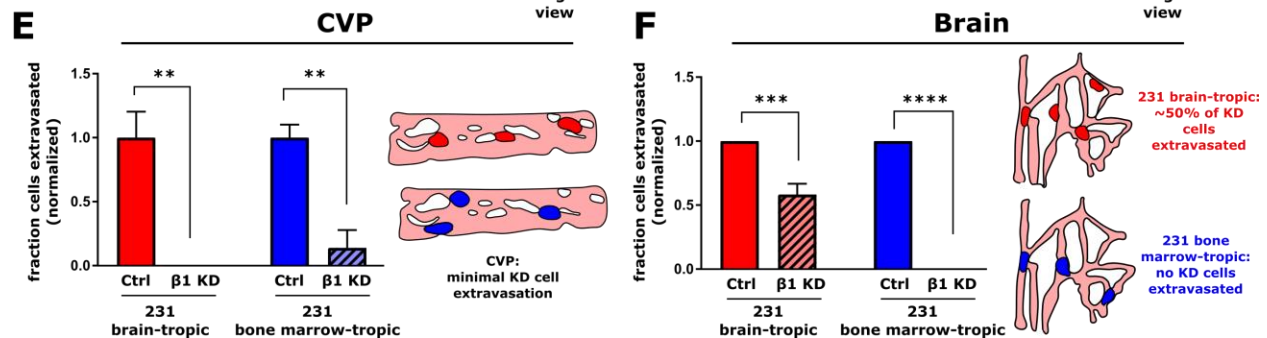 view
view
E
CVP
fraction cells extravasated
(normalized)
1.5
1.0
0.5
0.0
**
**
Ctrl β1 KD
Ctrl β1 KD
231
brain-tropic
231
bone marrow-tropic
CVP:
minimal KD cell
extravasation
F
Brain
fraction cells extravasated
(normalized)
1.5
1.0
0.5
0.0
***
****
Ctrl β1 KD
Ctrl β1 KD
231
brain-tropic
231
bone marrow-tropic
231 brain-tropic:
~50% of KD
cells
extravasated
231 bone
marrow-tropic:
no KD cells
extravasated